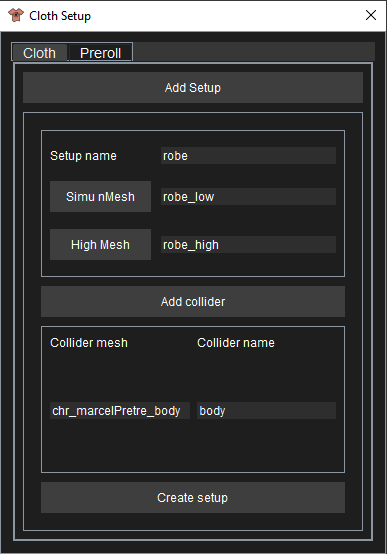 Cloth Setup
Cloth Preroll
Add Setup
Setup name robe
Simu nMesh robe_low
High Mesh robe_high
Add collider
Collider mesh Collider name
chr_marcelPretre_body body
Create setup